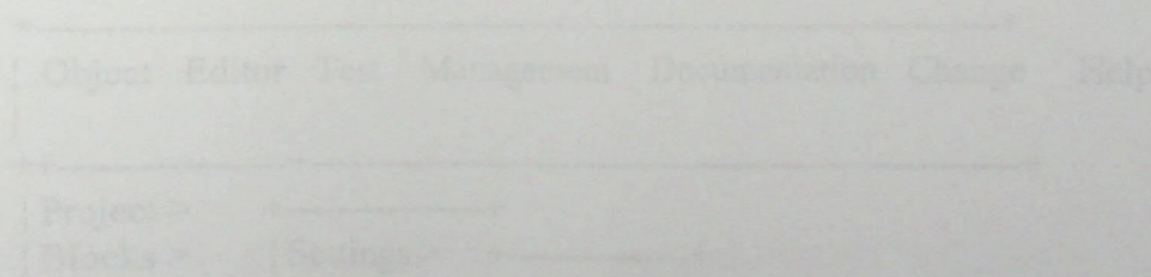 Object Editor Test Management Documentation Change Help
Project >
Blocks > Settings>